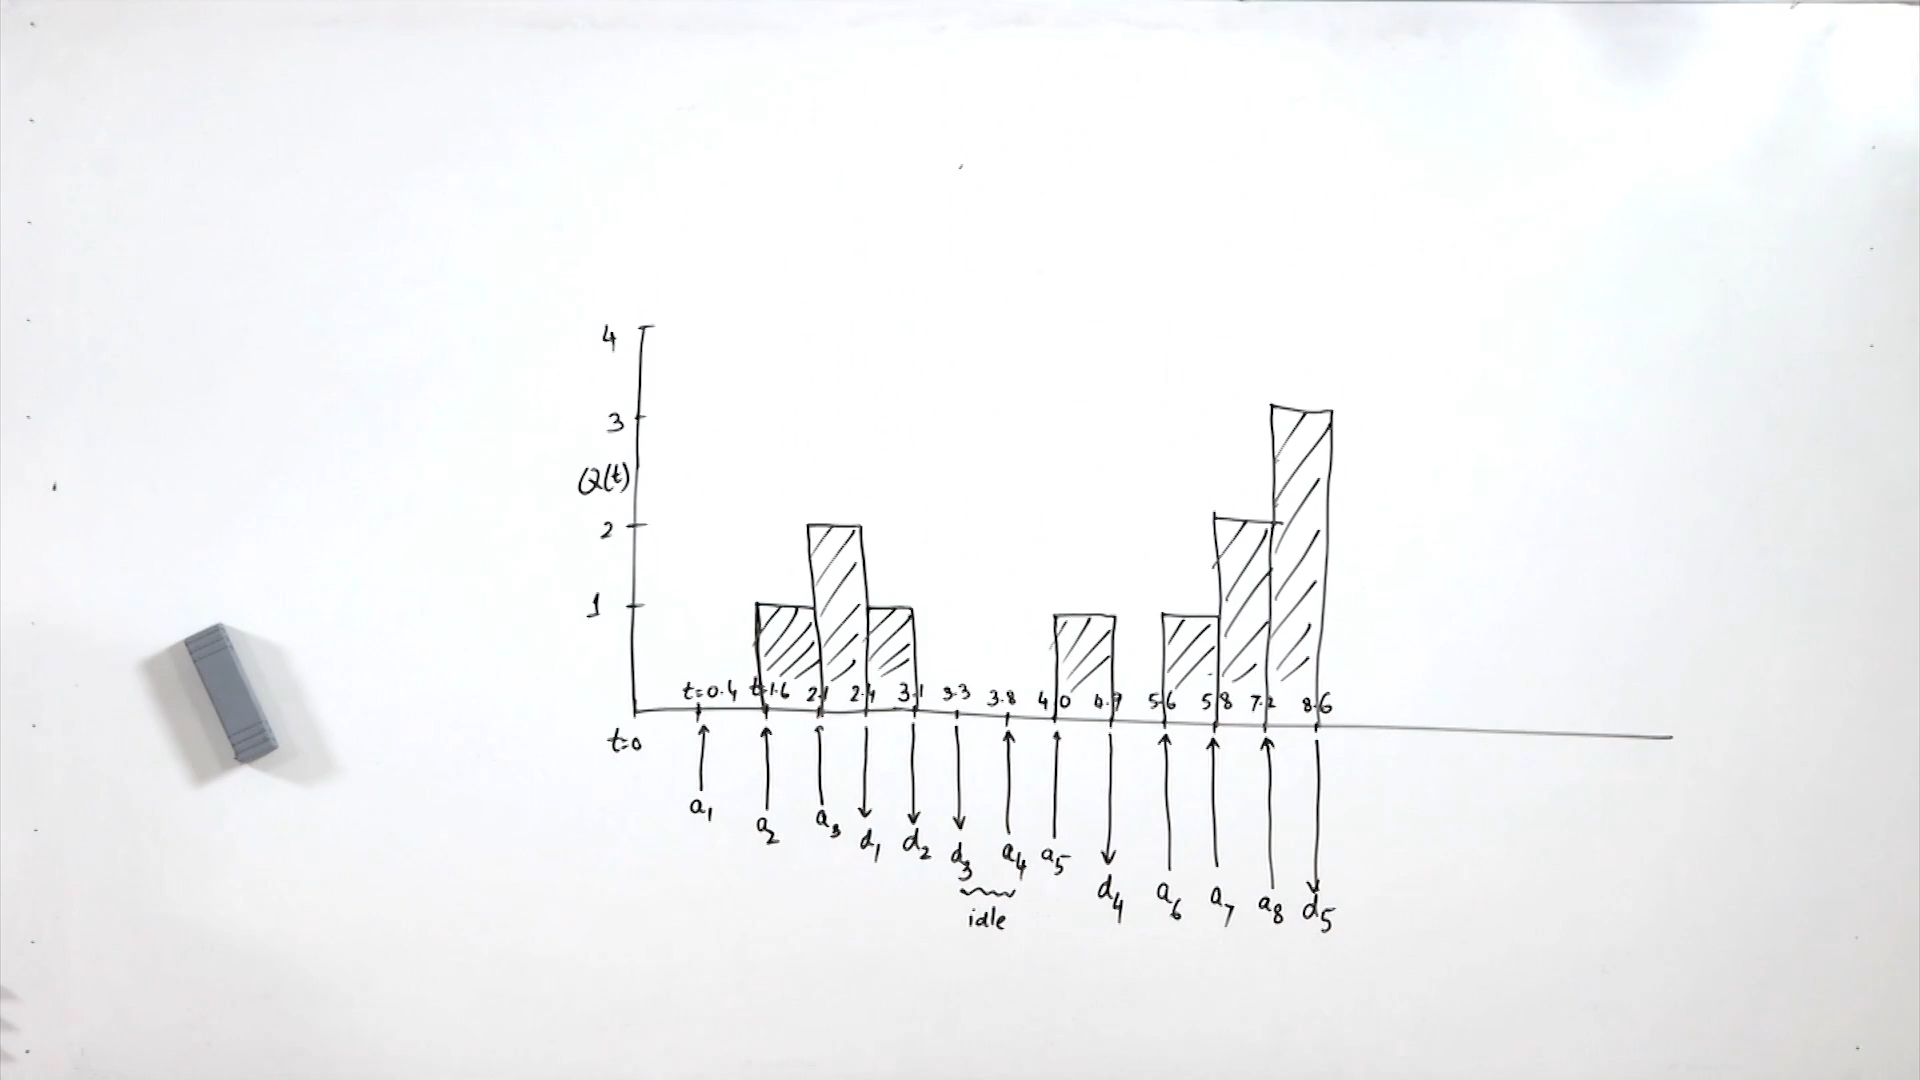 4
3
Q(t)
2
1
t=0.4 t=1.6 2.1 2.4 3.1 3.3 3.8 4.0 4.9 5.6 5.8 7.2 8.6
t=0
a1 a2 a3 d1 d2 d3 a4 a5 d4 a6 a7 a8 d5
idle